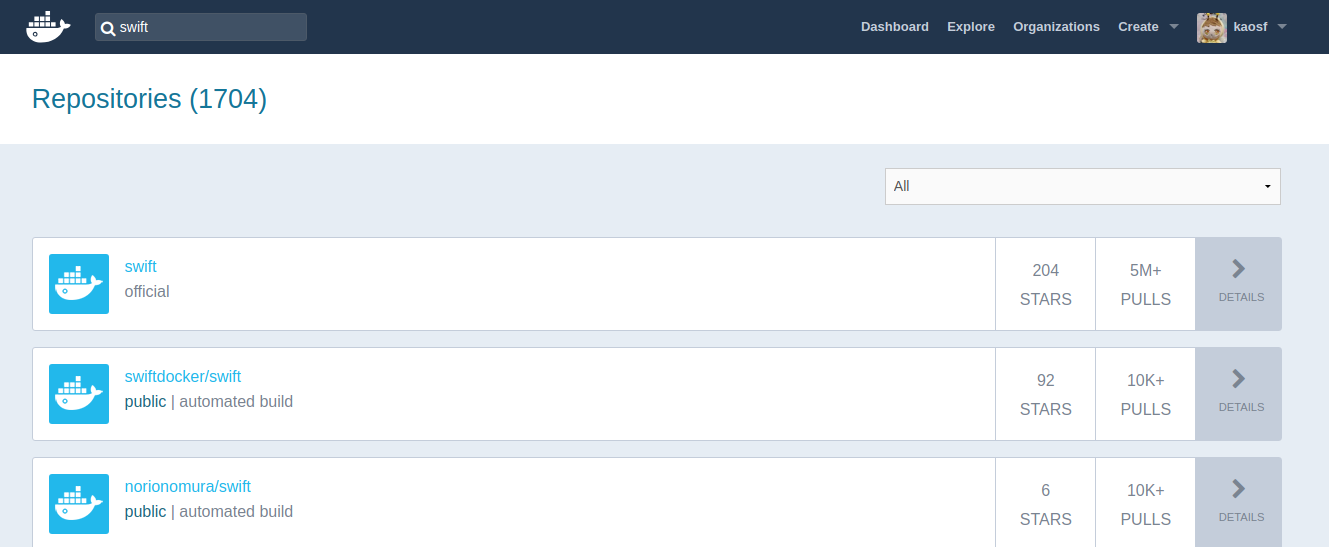 swift
Dashboard Explore Organizations Create kaosf
Repositories (1704)
All
swift
official
204
STARS
5M+
PULLS
DETAILS
swiftdocker/swift
public | automated build
92
STARS
10K+
PULLS
DETAILS
norionomura/swift
public | automated build
6
STARS
10K+
PULLS
DETAILS